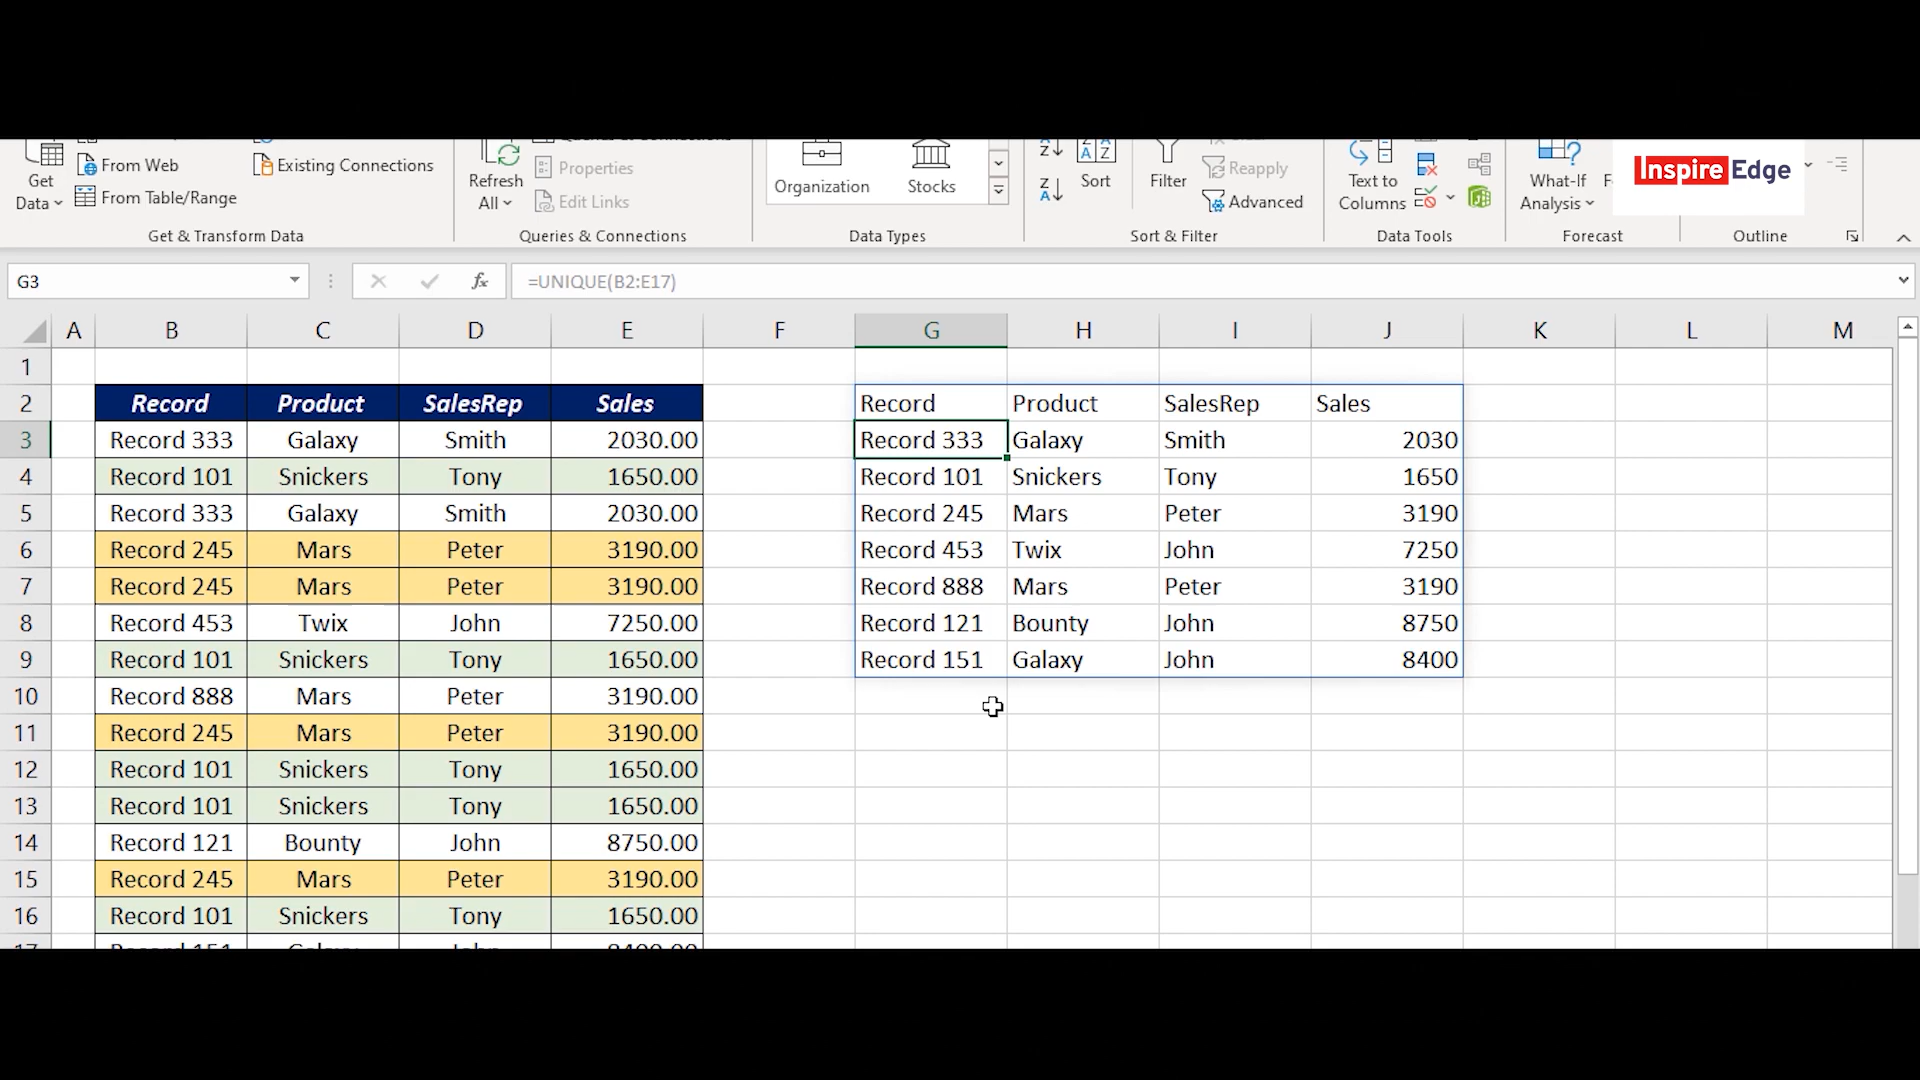 From Web
Existing Connections
Properties
Get
Data
From Table/Range
Refresh
All
Edit Links
Organization
Stocks
Sort
Filter
Reapply
Advanced
Text to
Columns
What-If
Analysis
F
Inspire Edge
Get & Transform Data
Queries & Connections
Data Types
Sort & Filter
Data Tools
Forecast
Outline
G3
fx
=UNIQUE(B2:E17)
A B C D E F G H I J K L M
1
2 Record Product SalesRep Sales Record Product SalesRep Sales
3 Record 333 Galaxy Smith 2030.00 Record 333 Galaxy Smith 2030
4 Record 101 Snickers Tony 1650.00 Record 101 Snickers Tony 1650
5 Record 333 Galaxy Smith 2030.00 Record 245 Mars Peter 3190
6 Record 245 Mars Peter 3190.00 Record 453 Twix John 7250
7 Record 245 Mars Peter 3190.00 Record 888 Mars Peter 3190
8 Record 453 Twix John 7250.00 Record 121 Bounty John 8750
9 Record 101 Snickers Tony 1650.00 Record 151 Galaxy John 8400
10 Record 888 Mars Peter 3190.00
11 Record 245 Mars Peter 3190.00
12 Record 101 Snickers Tony 1650.00
13 Record 101 Snickers Tony 1650.00
14 Record 121 Bounty John 8750.00
15 Record 245 Mars Peter 3190.00
16 Record 101 Snickers Tony 1650.00